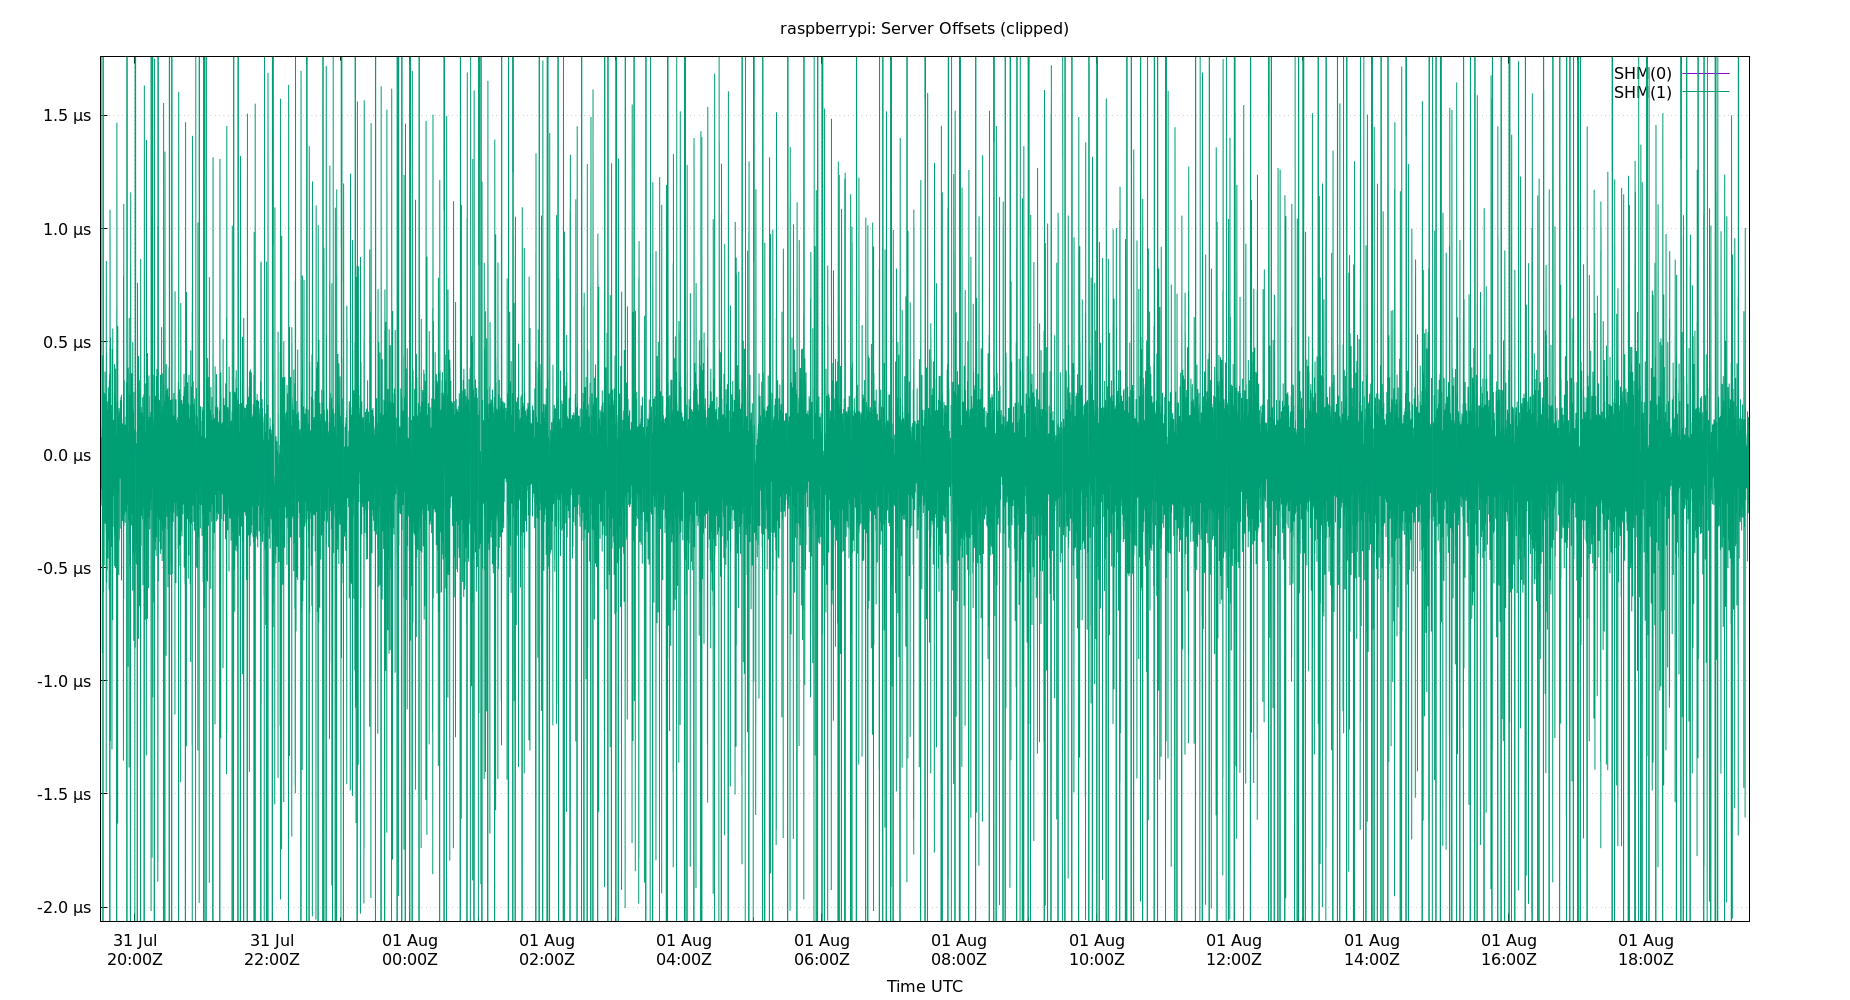 raspberrypi: Server Offsets (clipped)
SHM(0)
SHM(1)
1.5 µs
1.0 µs
0.5 µs
0.0 µs
-0.5 µs
-1.0 µs
-1.5 µs
-2.0 µs
31 Jul 31 Jul 01 Aug 01 Aug 01 Aug 01 Aug 01 Aug 01 Aug 01 Aug 01 Aug 01 Aug 01 Aug
20:00Z 22:00Z 00:00Z 02:00Z 04:00Z 06:00Z 08:00Z 10:00Z 12:00Z 14:00Z 16:00Z 18:00Z
Time UTC